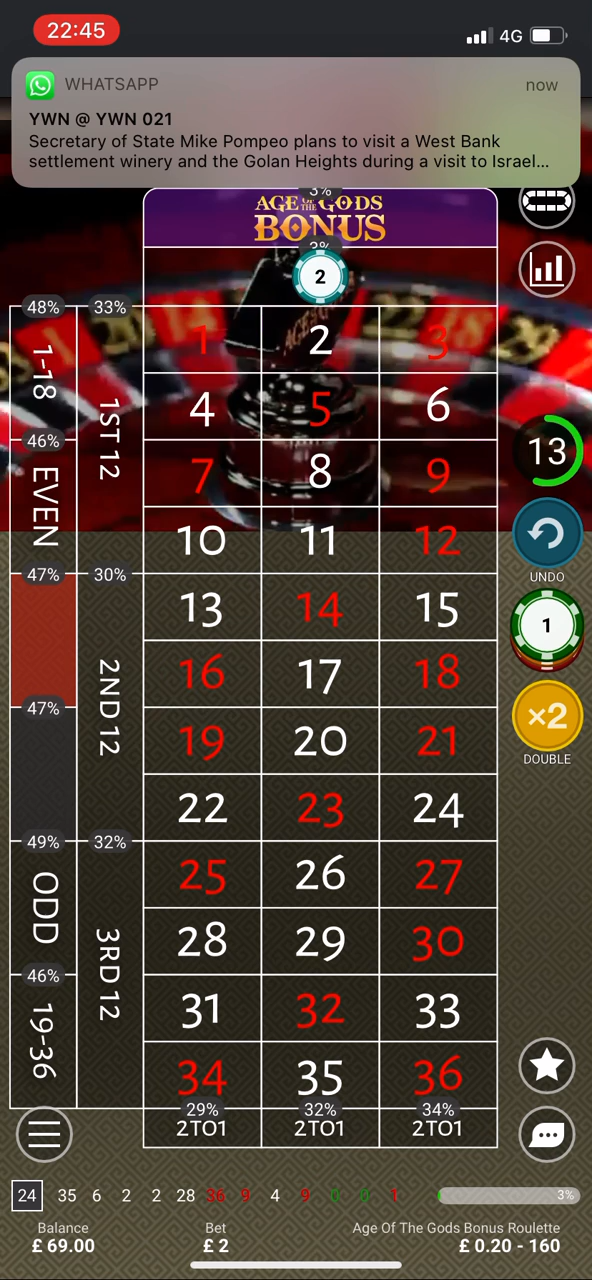 22:45
4G
WHATSAPP
now
YWN @ YWN 021
Secretary of State Mike Pompeo plans to visit a West Bank
settlement winery and the Golan Heights during a visit to Israel...
3%
AGE OF THE GODS
BONUS
3%
2
48%
33%
1-18
1ST 12
1 2 3
4 5 6
46%
13
EVEN
7 8 9
10 11 12
UNDO
47%
30%
13 14 15
1
2ND 12
16 17 18
47%
×2
DOUBLE
19 20 21
22 23 24
49%
32%
ODD
3RD 12
25 26 27
28 29 30
46%
19-36
31 32 33
34 35 36
29%
32%
34%
2TO1 2TO1 2TO1
24 35 6 2 2 28 36 9 4 9 0 0 1
3%
Balance
£ 69.00
Bet
£ 2
Age Of The Gods Bonus Roulette
£ 0.20 - 160